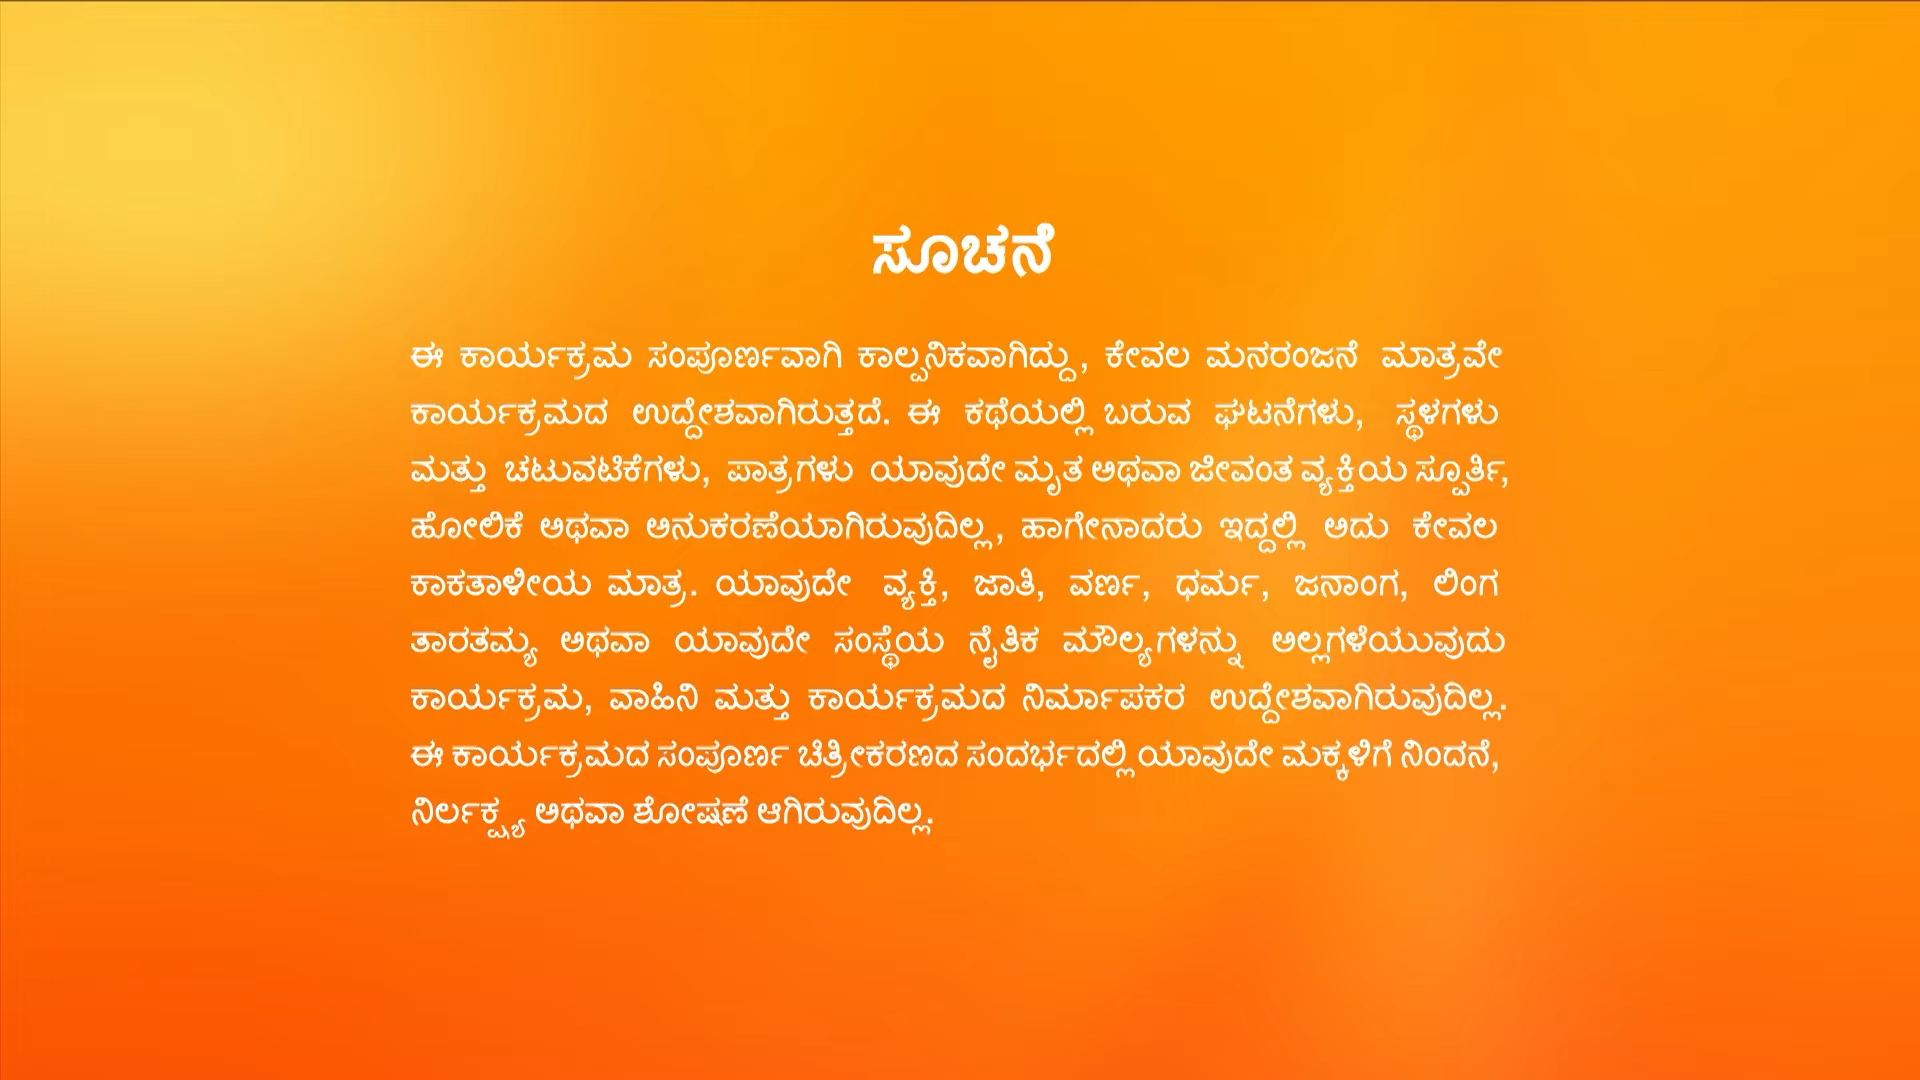 ಸೂಚನೆ
ಈ ಕಾರ್ಯಕ್ರಮ ಸಂಪೂರ್ಣವಾಗಿ ಕಾಲ್ಪನಿಕವಾಗಿದ್ದು, ಕೇವಲ ಮನರಂಜನೆ ಮಾತ್ರವೇ
ಕಾರ್ಯಕ್ರಮದ ಉದ್ದೇಶವಾಗಿರುತ್ತದೆ. ಈ ಕಥೆಯಲ್ಲಿ ಬರುವ ಘಟನೆಗಳು, ಸ್ಥಳಗಳು
ಮತ್ತು ಚಟುವಟಿಕೆಗಳು, ಪಾತ್ರಗಳು ಯಾವುದೇ ಮೃತ ಅಥವಾ ಜೀವಂತ ವ್ಯಕ್ತಿಯ ಸ್ಪೂರ್ತಿ,
ಹೋಲಿಕೆ ಅಥವಾ ಅನುಕರಣೆಯಾಗಿರುವುದಿಲ್ಲ, ಹಾಗೇನಾದರು ಇದ್ದಲ್ಲಿ ಅದು ಕೇವಲ
ಕಾಕತಾಳೀಯ ಮಾತ್ರ. ಯಾವುದೇ ವ್ಯಕ್ತಿ, ಜಾತಿ, ವರ್ಣ, ಧರ್ಮ, ಜನಾಂಗ, ಲಿಂಗ
ತಾರತಮ್ಯ ಅಥವಾ ಯಾವುದೇ ಸಂಸ್ಥೆಯ ನೈತಿಕ ಮೌಲ್ಯಗಳನ್ನು ಅಲ್ಲಗಳೆಯುವುದು
ಕಾರ್ಯಕ್ರಮ, ವಾಹಿನಿ ಮತ್ತು ಕಾರ್ಯಕ್ರಮದ ನಿರ್ಮಾಪಕರ ಉದ್ದೇಶವಾಗಿರುವುದಿಲ್ಲ.
ಈ ಕಾರ್ಯಕ್ರಮದ ಸಂಪೂರ್ಣ ಚಿತ್ರೀಕರಣದ ಸಂದರ್ಭದಲ್ಲಿ ಯಾವುದೇ ಮಕ್ಕಳಿಗೆ ನಿಂದನೆ,
ನಿರ್ಲಕ್ಷ್ಯ ಅಥವಾ ಶೋಷಣೆ ಆಗಿರುವುದಿಲ್ಲ.